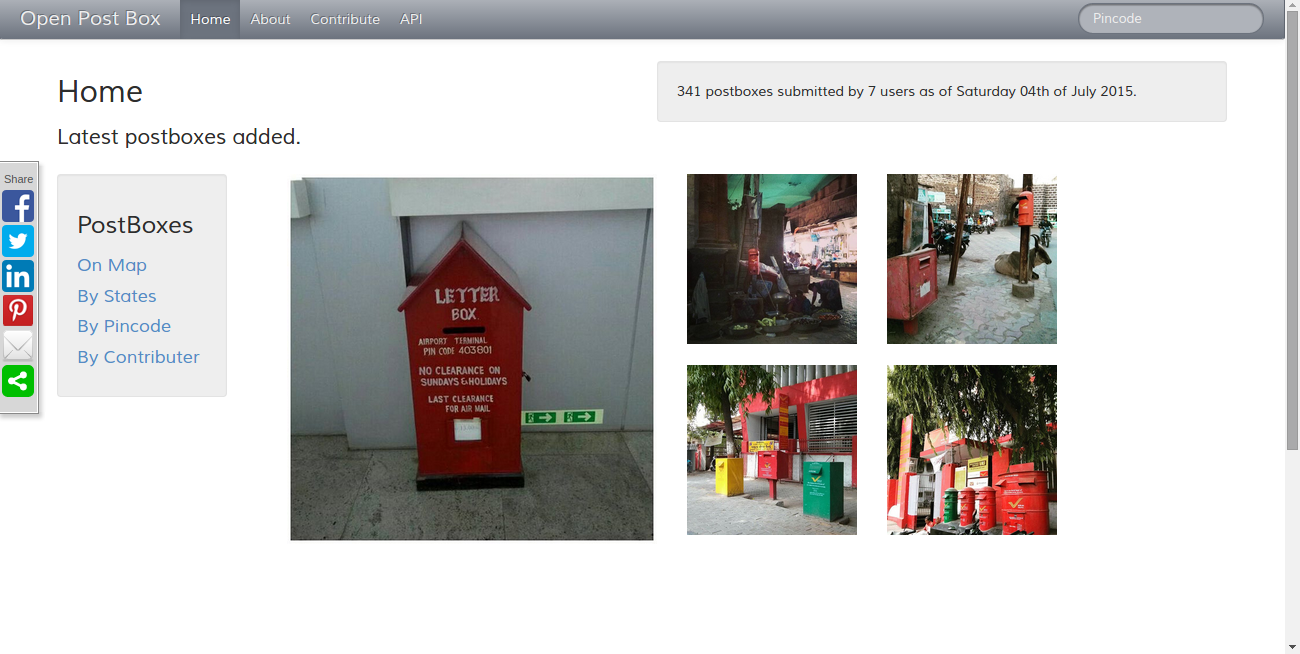 Open Post Box Home About Contribute API Pincode
Home
341 postboxes submitted by 7 users as of Saturday 04th of July 2015.
Latest postboxes added.
Share
PostBoxes
On Map
By States
By Pincode
By Contributer
LETTER
BOX
AIRPORT TERMINAL
PIN CODE 403801
NO CLEARANCE ON
SUNDAYS & HOLIDAYS
LAST CLEARANCE
FOR AIR MAIL